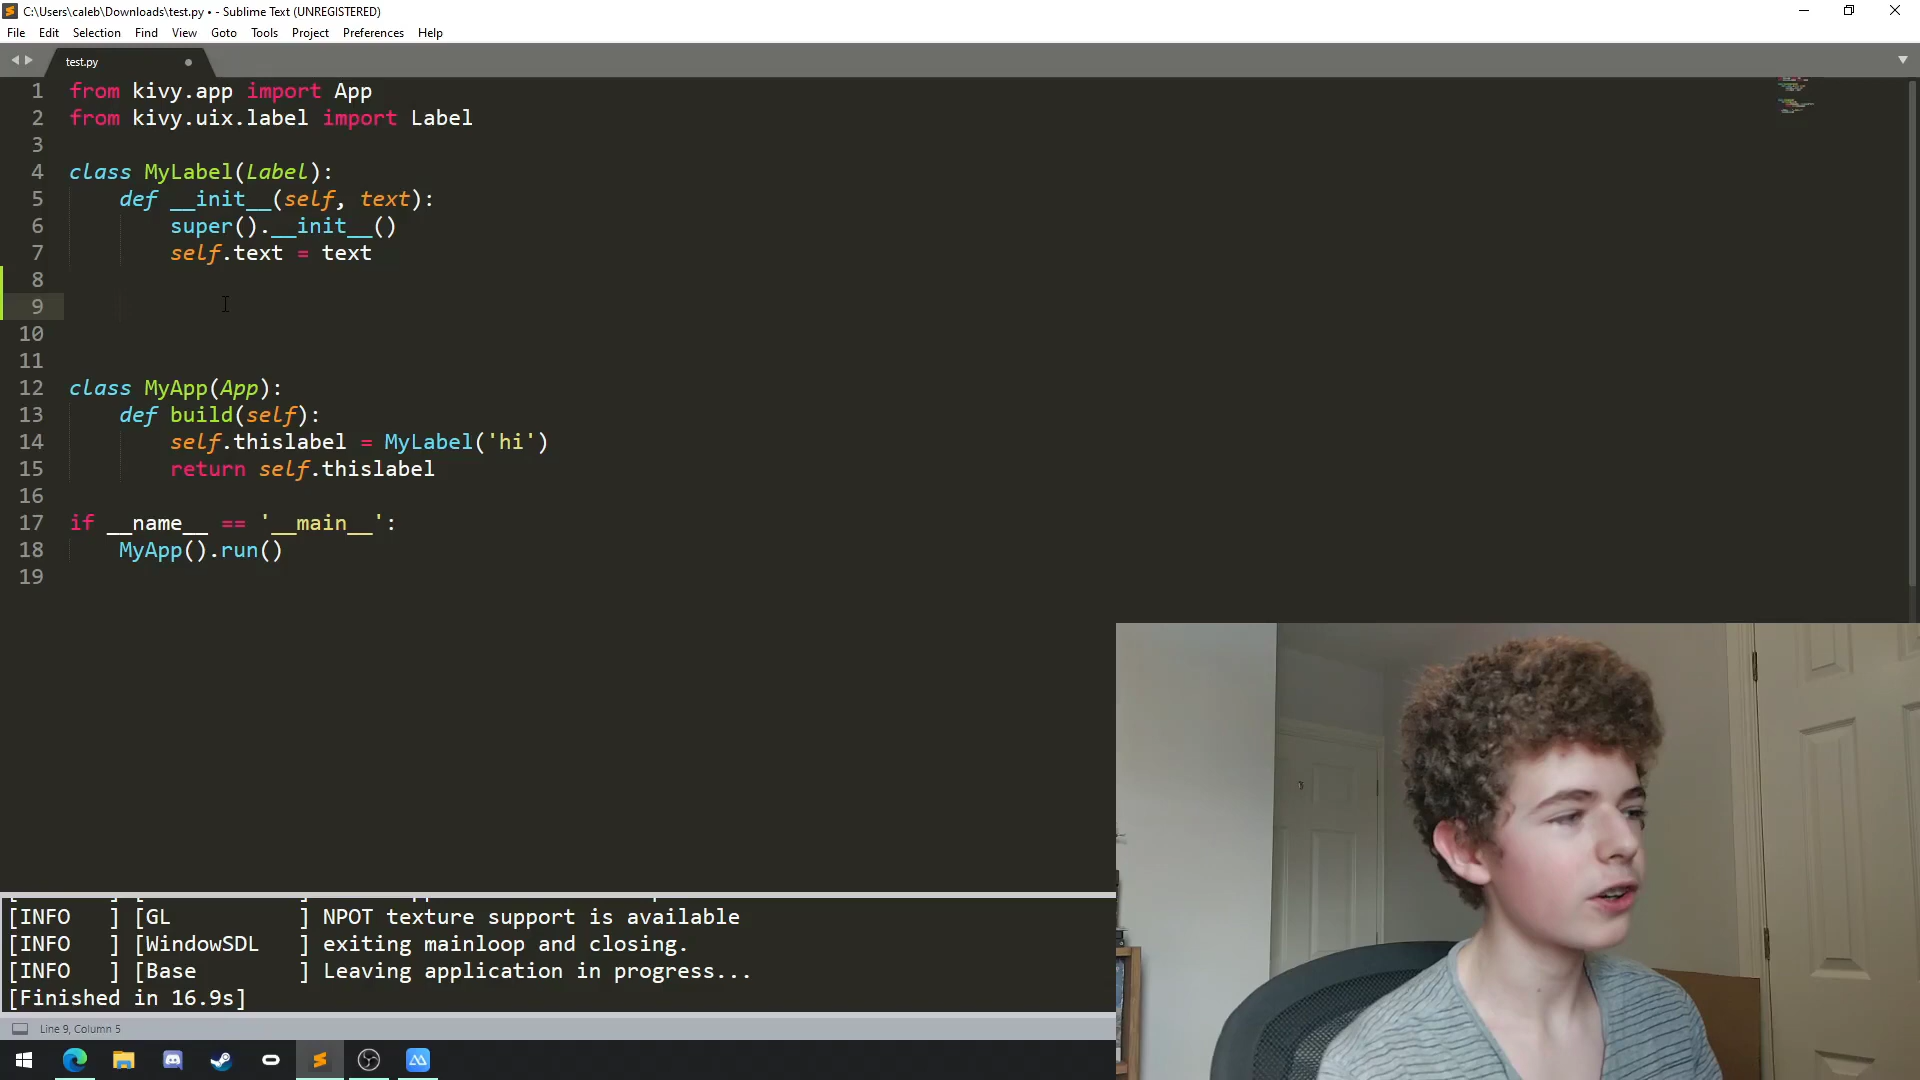 C:\Users\caleb\Downloads\test.py • - Sublime Text (UNREGISTERED)
File Edit Selection Find View Goto Tools Project Preferences Help
test.py
1 from kivy.app import App
2 from kivy.uix.label import Label
3
4 class MyLabel(Label):
5 def __init__(self, text):
6 super().__init__()
7 self.text = text
8
9
10
11
12 class MyApp(App):
13 def build(self):
14 self.thislabel = MyLabel('hi')
15 return self.thislabel
16
17 if __name__ == '__main__':
18 MyApp().run()
19
[INFO ] [GL ] NPOT texture support is available
[INFO ] [WindowSDL ] exiting mainloop and closing.
[INFO ] [Base ] Leaving application in progress...
[Finished in 16.9s]
Line 9, Column 5